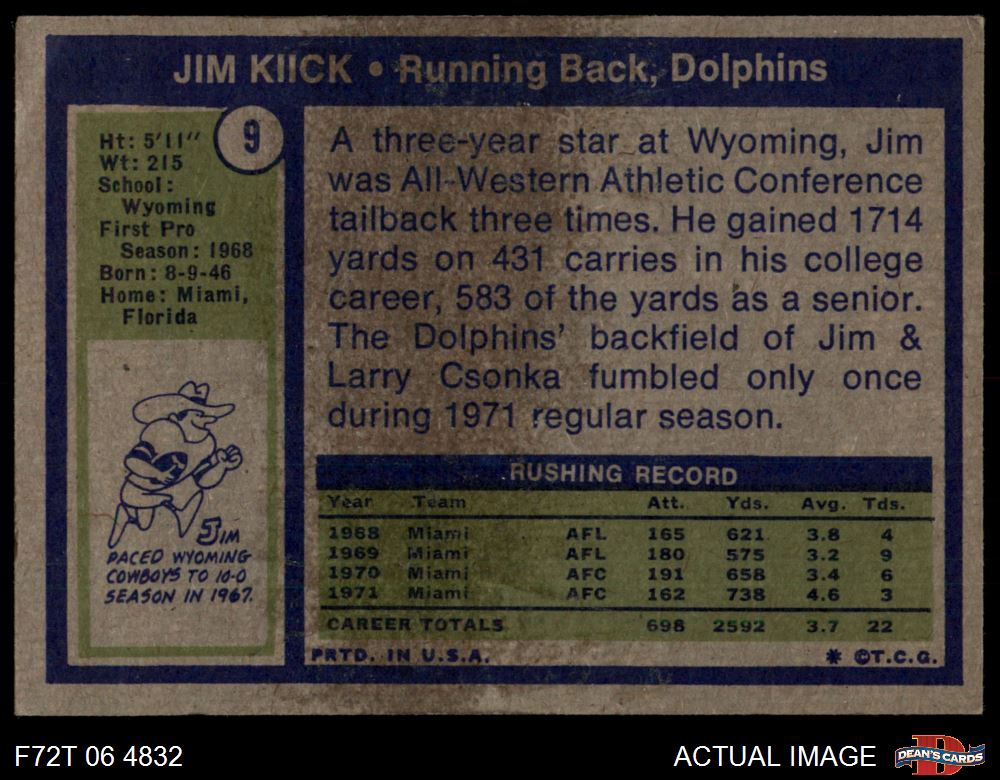 JIM KIICK • Running Back, Dolphins
9
Ht: 5'11"
Wt: 215
School:
Wyoming
First Pro
Season: 1968
Born: 8-9-46
Home: Miami,
Florida
JIM
PACED WYOMING
COWBOYS TO 10-0
SEASON IN 1967.
A three-year star at Wyoming, Jim
was All-Western Athletic Conference
tailback three times. He gained 1714
yards on 431 carries in his college
career, 583 of the yards as a senior.
The Dolphins' backfield of Jim &
Larry Csonka fumbled only once
during 1971 regular season.
RUSHING RECORD
Year Team Att. Yds. Avg. Tds.
1968 Miami AFL 165 621 3.8 4
1969 Miami AFL 180 575 3.2 9
1970 Miami AFC 191 658 3.4 6
1971 Miami AFC 162 738 4.6 3
CAREER TOTALS 698 2592 3.7 22
PRTD. IN U.S.A. * ©T.C.G.
F72T 06 4832 ACTUAL IMAGE DEAN'S CARDS